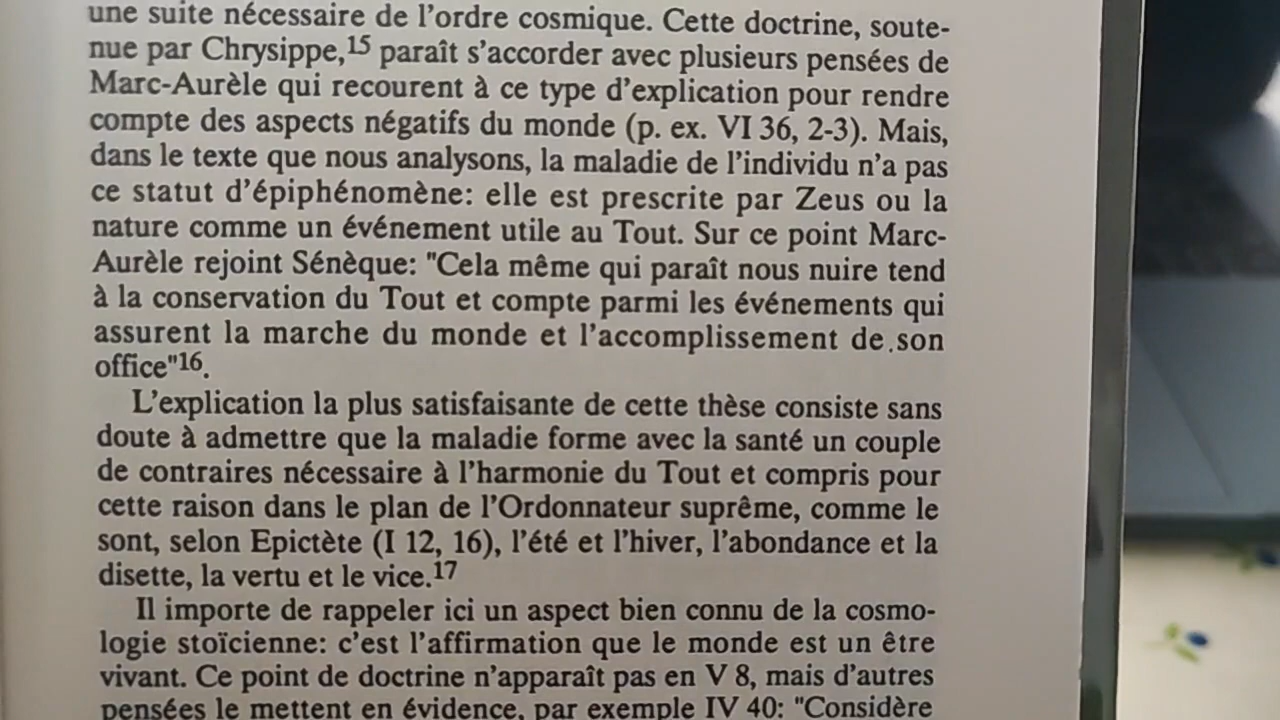 une suite nécessaire de l'ordre cosmique. Cette doctrine, soute-
nue par Chrysippe,15 paraît s'accorder avec plusieurs pensées de
Marc-Aurèle qui recourent à ce type d'explication pour rendre
compte des aspects négatifs du monde (p. ex. VI 36, 2-3). Mais,
dans le texte que nous analysons, la maladie de l'individu n'a pas
ce statut d'épiphénomène: elle est prescrite par Zeus ou la
nature comme un événement utile au Tout. Sur ce point Marc-
Aurèle rejoint Sénèque: "Cela même qui paraît nous nuire tend
à la conservation du Tout et compte parmi les événements qui
assurent la marche du monde et l'accomplissement de son
office"16.
L'explication la plus satisfaisante de cette thèse consiste sans
doute à admettre que la maladie forme avec la santé un couple
de contraires nécessaire à l'harmonie du Tout et compris pour
cette raison dans le plan de l'Ordonnateur suprême, comme le
sont, selon Epictète (I 12, 16), l'été et l'hiver, l'abondance et la
disette, la vertu et le vice.17
Il importe de rappeler ici un aspect bien connu de la cosmo-
logie stoïcienne: c'est l'affirmation que le monde est un être
vivant. Ce point de doctrine n'apparaît pas en V 8, mais d'autres
pensées le mettent en évidence, par exemple IV 40: "Considère